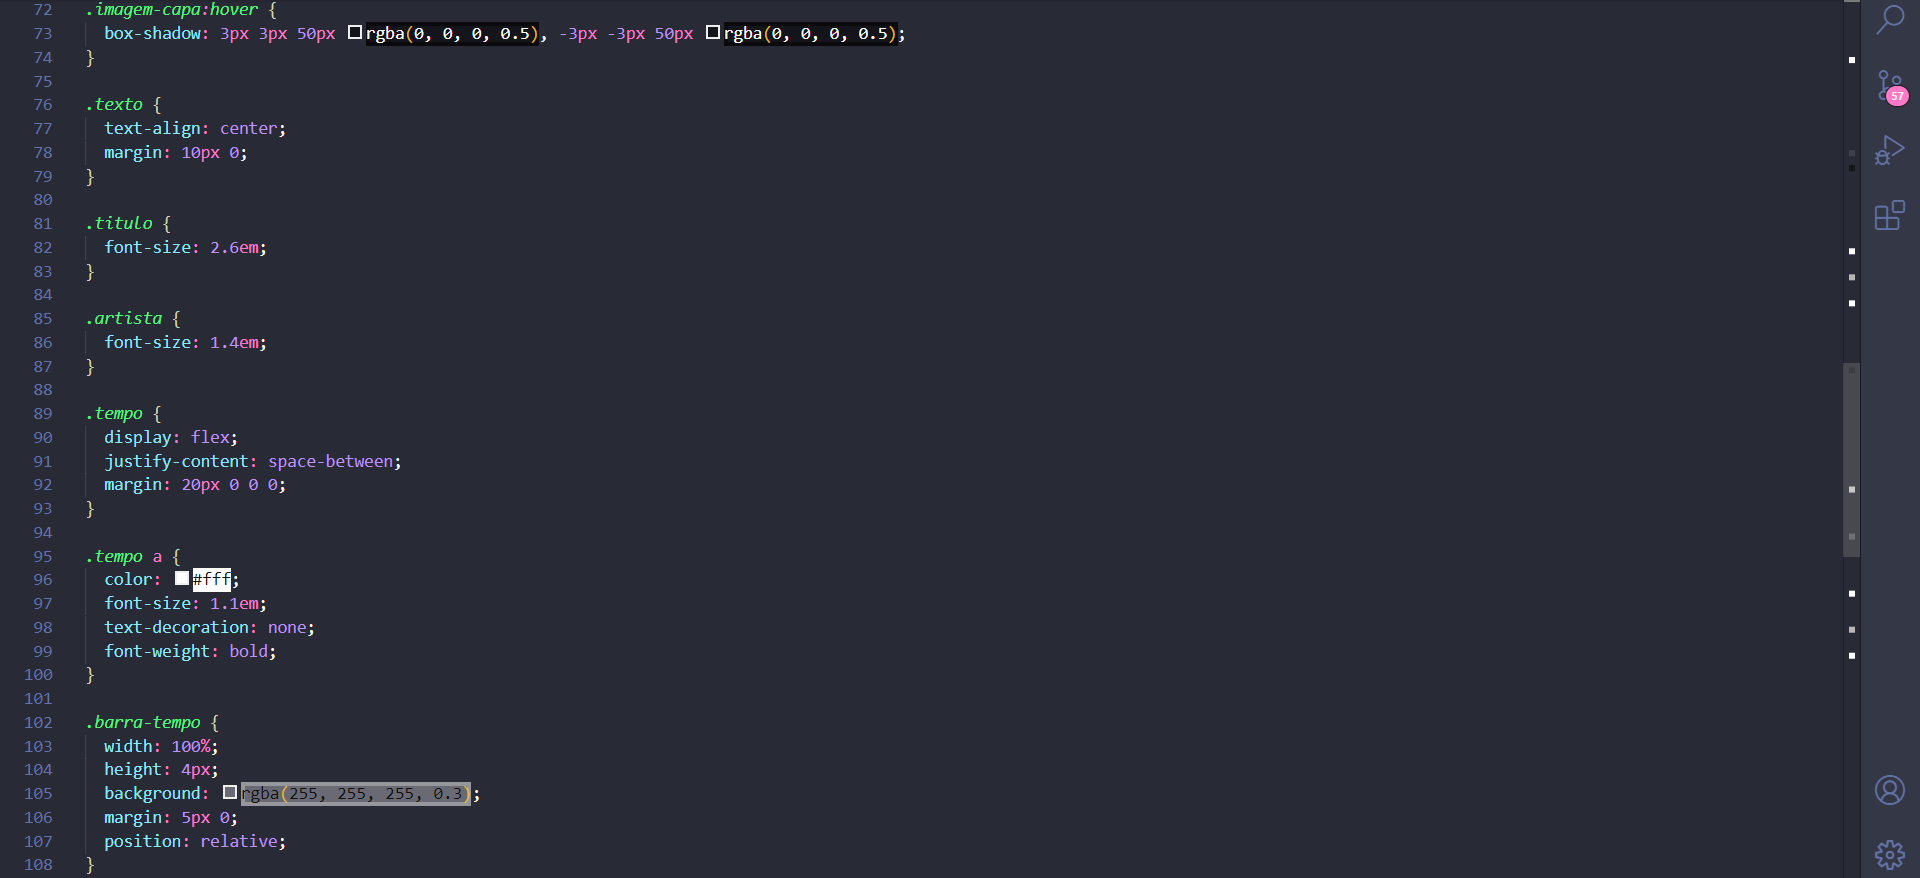 72 .imagem-capa:hover {
73 box-shadow: 3px 3px 50px rgba(0, 0, 0, 0.5), -3px -3px 50px rgba(0, 0, 0, 0.5);
74 }
75
76 .texto {
77 text-align: center;
78 margin: 10px 0;
79 }
80
81 .titulo {
82 font-size: 2.6em;
83 }
84
85 .artista {
86 font-size: 1.4em;
87 }
88
89 .tempo {
90 display: flex;
91 justify-content: space-between;
92 margin: 20px 0 0 0;
93 }
94
95 .tempo a {
96 color: #fff;
97 font-size: 1.1em;
98 text-decoration: none;
99 font-weight: bold;
100 }
101
102 .barra-tempo {
103 width: 100%;
104 height: 4px;
105 background: rgba(255, 255, 255, 0.3);
106 margin: 5px 0;
107 position: relative;
108 }
57